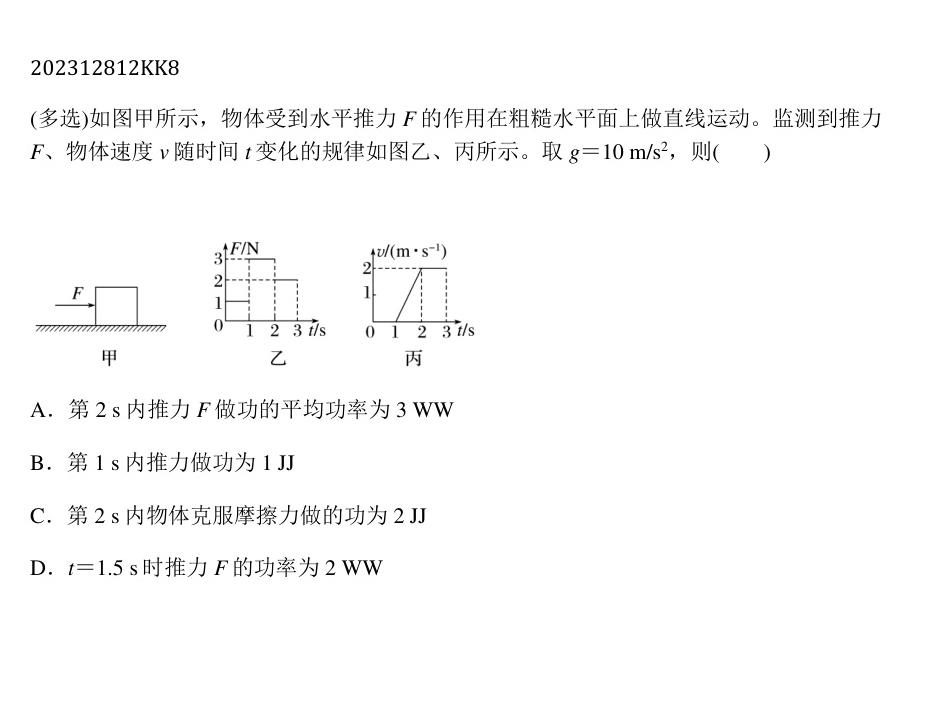 202312812KK8
(多选)如图甲所示，物体受到水平推力 F 的作用在粗糙水平面上做直线运动。监测到推力
F、物体速度 v 随时间 t 变化的规律如图乙、丙所示。取 g＝10 m/s²，则(　　)
F
甲
F/N
3
2
1
0 1 2 3 t/s
乙
v/(m·s⁻¹)
2
1
0 1 2 3 t/s
丙
A．第 2 s 内推力 F 做功的平均功率为 3 WW
B．第 1 s 内推力做功为 1 JJ
C．第 2 s 内物体克服摩擦力做的功为 2 JJ
D．t＝1.5 s 时推力 F 的功率为 2 WW